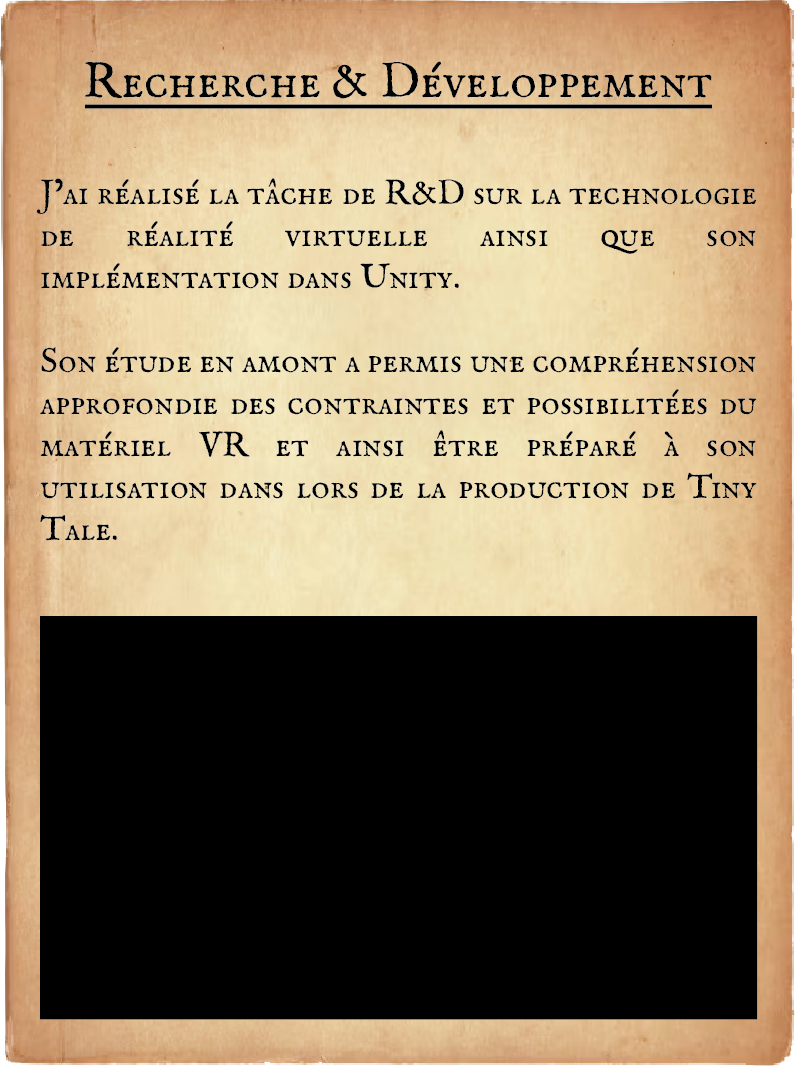 Recherche & Développement
J'ai réalisé la tâche de R&D sur la technologie
de réalité virtuelle ainsi que son
implémentation dans Unity.
Son étude en amont a permis une compréhension
approfondie des contraintes et possibilitées du
matériel VR et ainsi être préparé à son
utilisation dans lors de la production de Tiny
Tale.